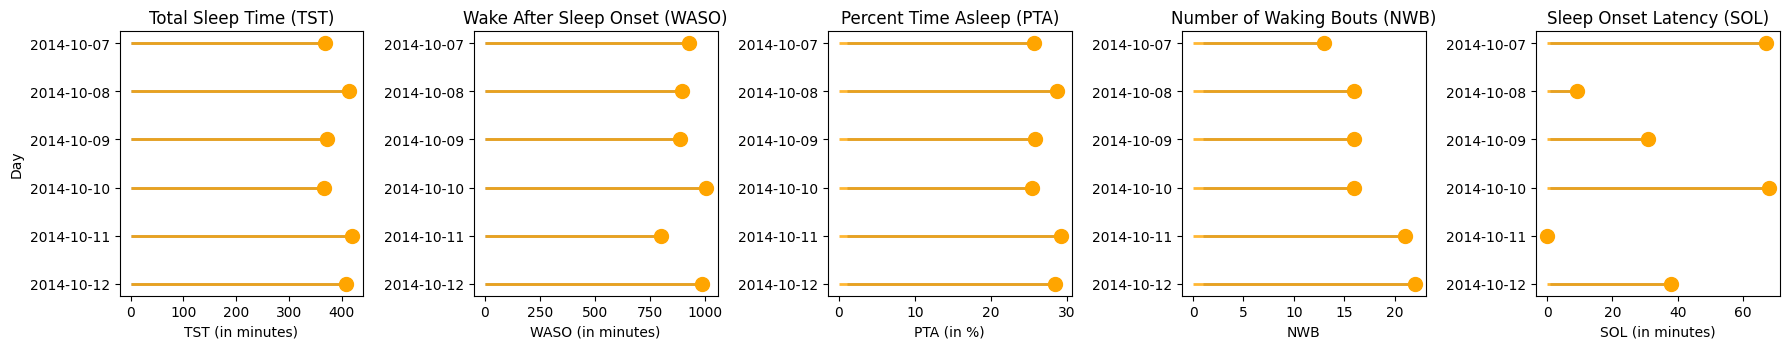 Total Sleep Time (TST)
2014-10-07
2014-10-08
2014-10-09
2014-10-10
2014-10-11
2014-10-12
Day
0 100 200 300 400
TST (in minutes)
Wake After Sleep Onset (WASO)
2014-10-07
2014-10-08
2014-10-09
2014-10-10
2014-10-11
2014-10-12
0 250 500 750 1000
WASO (in minutes)
Percent Time Asleep (PTA)
2014-10-07
2014-10-08
2014-10-09
2014-10-10
2014-10-11
2014-10-12
0 10 20 30
PTA (in %)
Number of Waking Bouts (NWB)
2014-10-07
2014-10-08
2014-10-09
2014-10-10
2014-10-11
2014-10-12
0 5 10 15 20
NWB
Sleep Onset Latency (SOL)
2014-10-07
2014-10-08
2014-10-09
2014-10-10
2014-10-11
2014-10-12
0 20 40 60
SOL (in minutes)